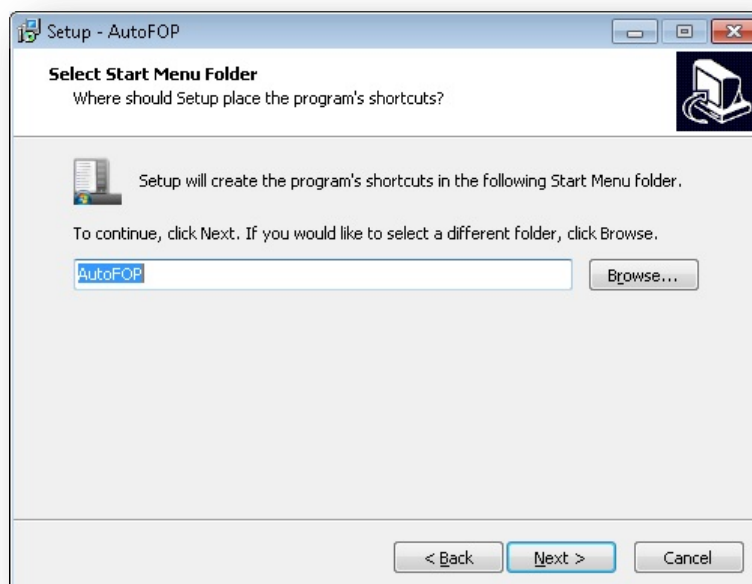 Setup - AutoFOP
Select Start Menu Folder
Where should Setup place the program's shortcuts?
Setup will create the program's shortcuts in the following Start Menu folder.
To continue, click Next. If you would like to select a different folder, click Browse.
AutoFOP
Browse...
< Back
Next >
Cancel